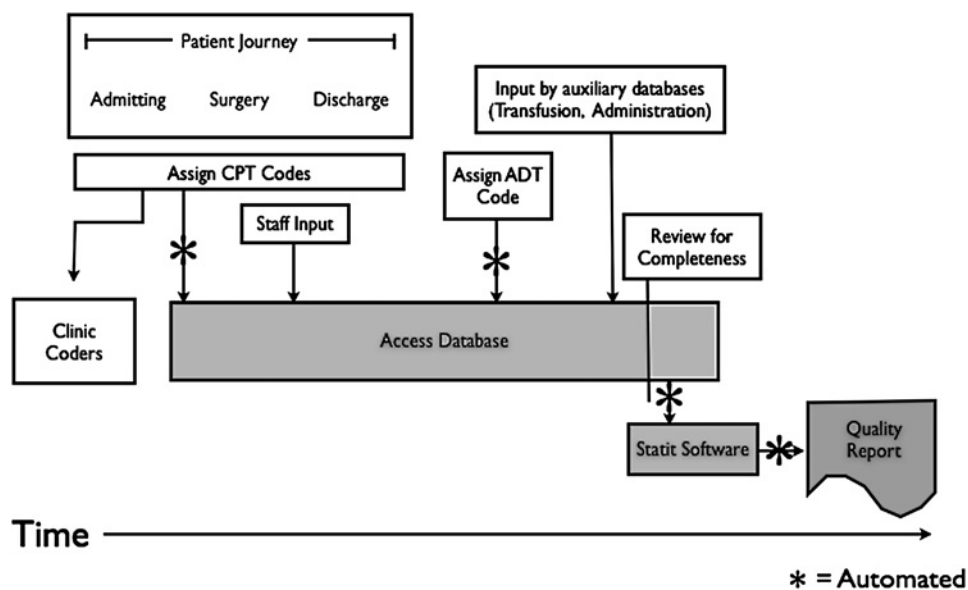 Patient Journey
Admitting Surgery Discharge
Input by auxiliary databases
(Transfusion, Administration)
Assign CPT Codes
Assign ADT
Code
Staff Input
Review for
Completeness
Clinic
Coders
Access Database
Statit Software
Quality
Report
Time
* = Automated